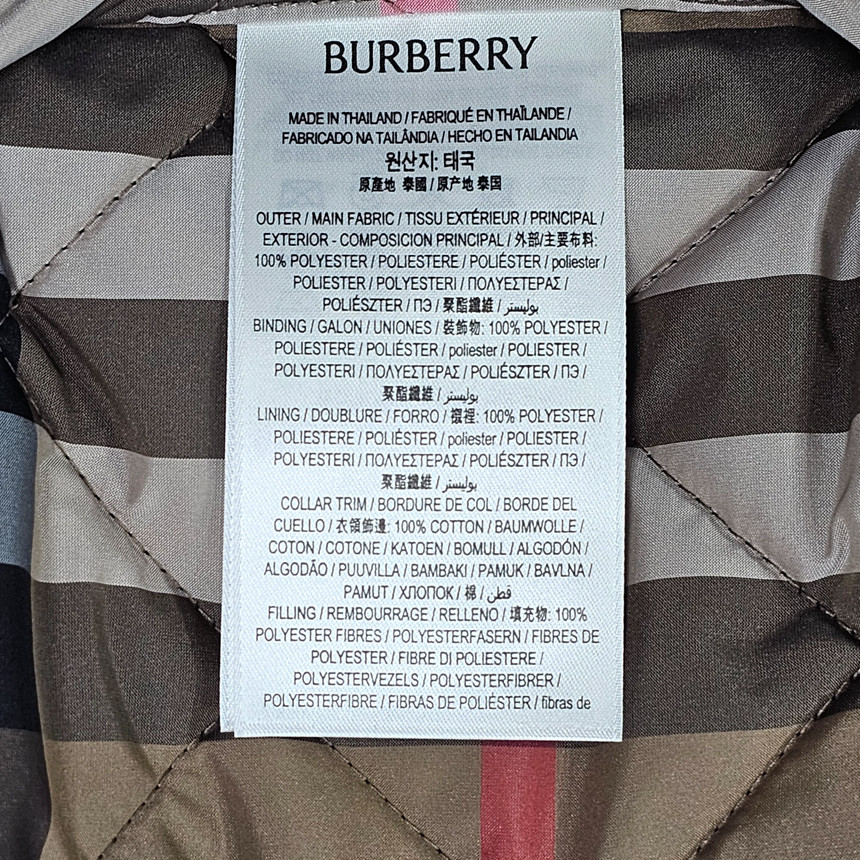 BURBERRY
MADE IN THAILAND / FABRIQUÉ EN THAÏLANDE /
FABRICADO NA TAILÂNDIA / HECHO EN TAILANDIA
원산지: 태국
原產地 泰國 / 原产地 泰国
OUTER / MAIN FABRIC / TISSU EXTÉRIEUR / PRINCIPAL /
EXTERIOR - COMPOSICION PRINCIPAL / 外部/主要布料:
100% POLYESTER / POLIESTERE / POLIÉSTER / poliester /
POLIESTER / POLYESTERI / ΠΟΛΥΕΣΤΕΡΑΣ /
POLIÉSZTER / ПЭ / 聚酯纖維 / بوليستر
BINDING / GALON / UNIONES / 裝飾物: 100% POLYESTER /
POLIESTERE / POLIÉSTER / poliester / POLIESTER /
POLYESTERI / ΠΟΛΥΕΣΤΕΡΑΣ / POLIÉSZTER / ПЭ /
聚酯纖維 / بوليستر
LINING / DOUBLURE / FORRO / 襯裡: 100% POLYESTER /
POLIESTERE / POLIÉSTER / poliester / POLIESTER /
POLYESTERI / ΠΟΛΥΕΣΤΕΡΑΣ / POLIÉSZTER / ПЭ /
聚酯纖維 / بوليستر
COLLAR TRIM / BORDURE DE COL / BORDE DEL
CUELLO / 衣領飾邊: 100% COTTON / BAUMWOLLE /
COTON / COTONE / KATOEN / BOMULL / ALGODÓN /
ALGODÃO / PUUVILLA / BAMBAKI / PAMUK / BAVLNA /
PAMUT / ХЛОПОК / 棉 / قطن
FILLING / REMBOURRAGE / RELLENO / 填充物: 100%
POLYESTER FIBRES / POLYESTERFASERN / FIBRES DE
POLYESTER / FIBRE DI POLIESTERE /
POLYESTERVEZELS / POLYESTERFIBRER /
POLYESTERFIBRE / FIBRAS DE POLIÉSTER / fibras de